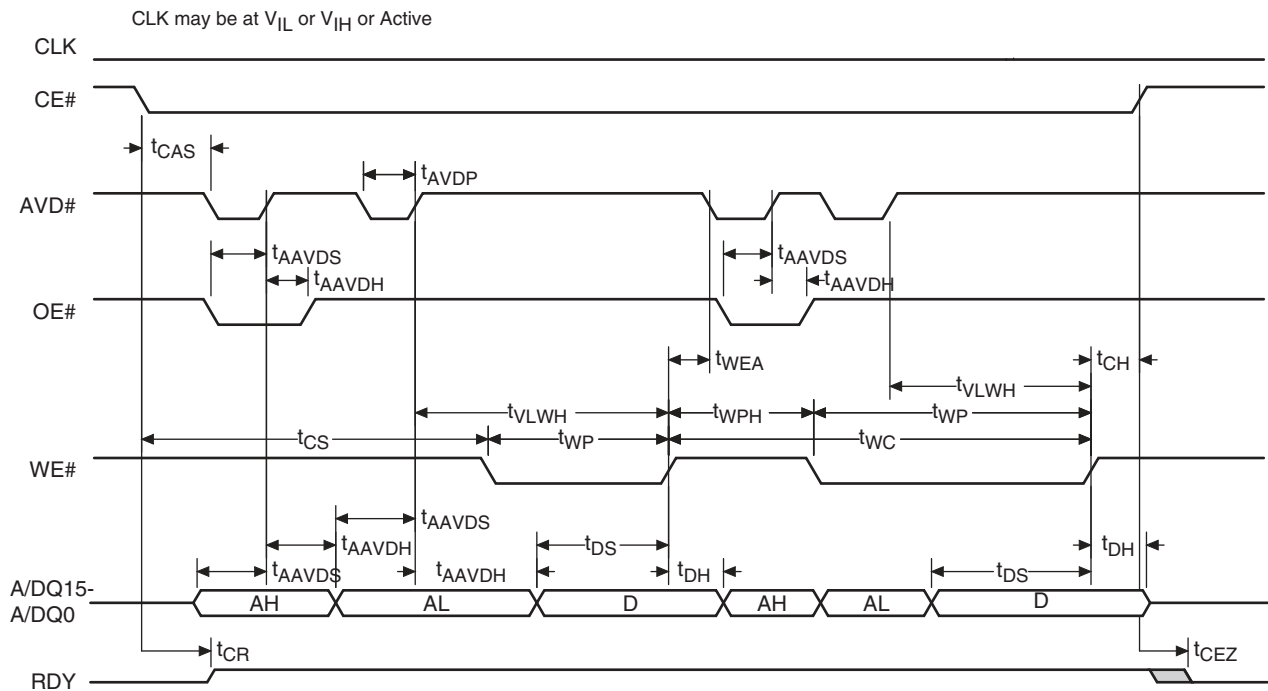 CLK may be at VIL or VIH or Active
CLK
CE#
tCAS
tAVDP
AVD#
tAAVDS
tAAVDS
tAAVDH
tAAVDH
OE#
tWEA
tCH
tVLWH
tVLWH
tWPH
tWP
tCS
tWP
tWC
WE#
tAAVDS
tAAVDH
tDS
tDH
tAAVDS
tAAVDH
tDH
tDS
A/DQ15-
A/DQ0
AH
AL
D
AH
AL
D
tCR
tCEZ
RDY